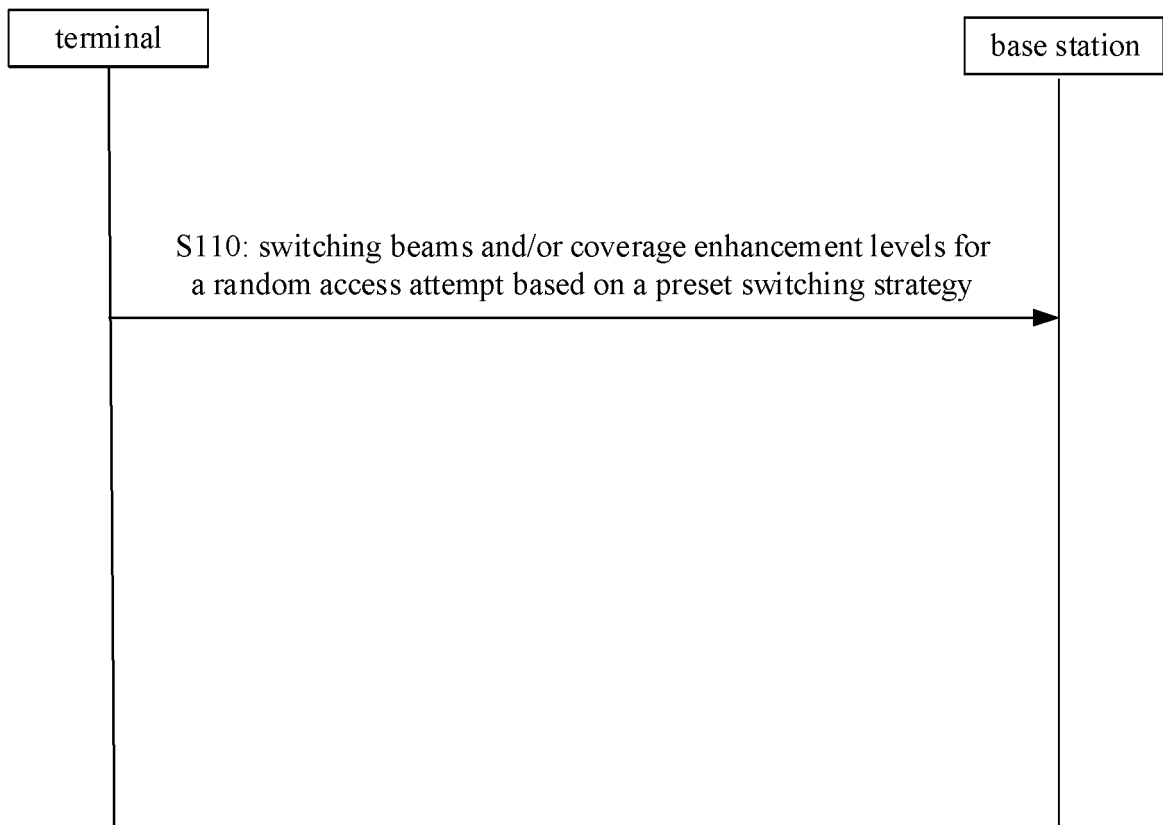 terminal
base station
S110: switching beams and/or coverage enhancement levels for
a random access attempt based on a preset switching strategy